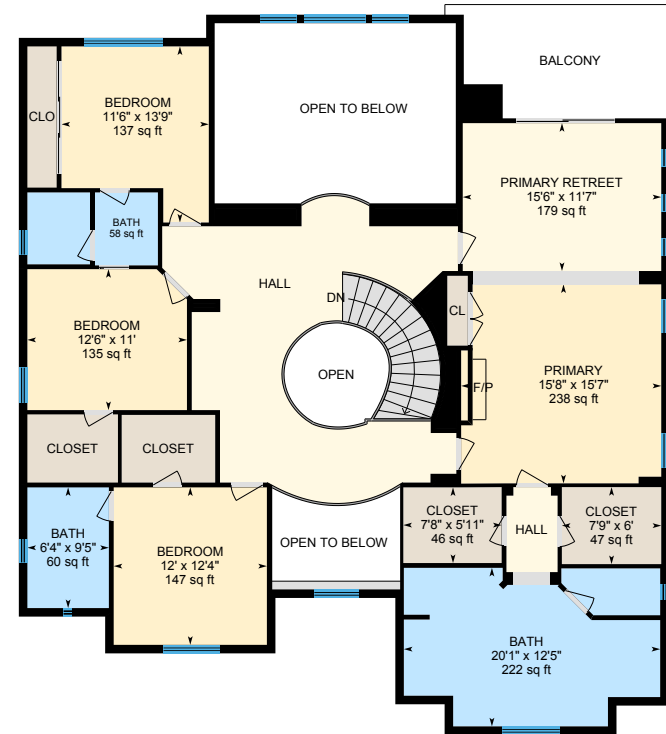 BALCONY
BEDROOM
11'6" x 13'9"
137 sq ft
CLO
OPEN TO BELOW
PRIMARY RETREET
15'6" x 11'7"
179 sq ft
BATH
58 sq ft
HALL
DN
CL
BEDROOM
12'6" x 11'
135 sq ft
OPEN
F/P
PRIMARY
15'8" x 15'7"
238 sq ft
CLOSET
CLOSET
CLOSET
7'8" x 5'11"
46 sq ft
HALL
CLOSET
7'9" x 6'
47 sq ft
BATH
6'4" x 9'5"
60 sq ft
BEDROOM
12' x 12'4"
147 sq ft
OPEN TO BELOW
BATH
20'1" x 12'5"
222 sq ft